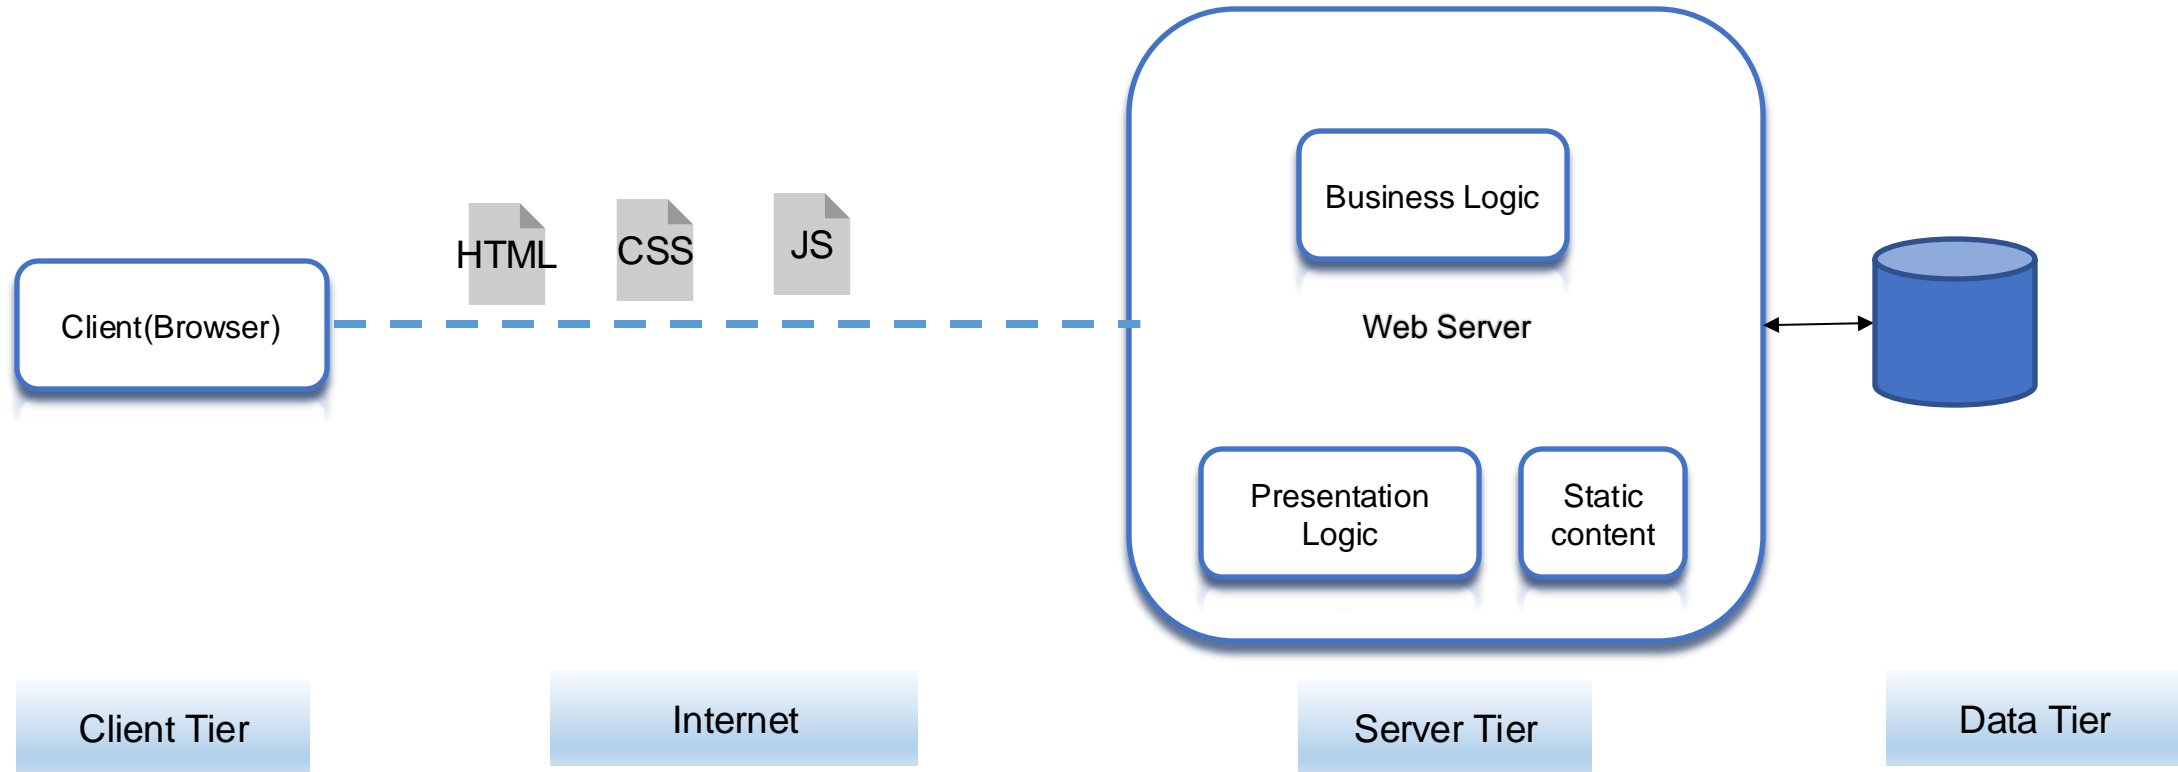 Business Logic
HTML
CSS
JS
Client(Browser)
Web Server
Presentation
Logic
Static
content
Client Tier
Internet
Server Tier
Data Tier